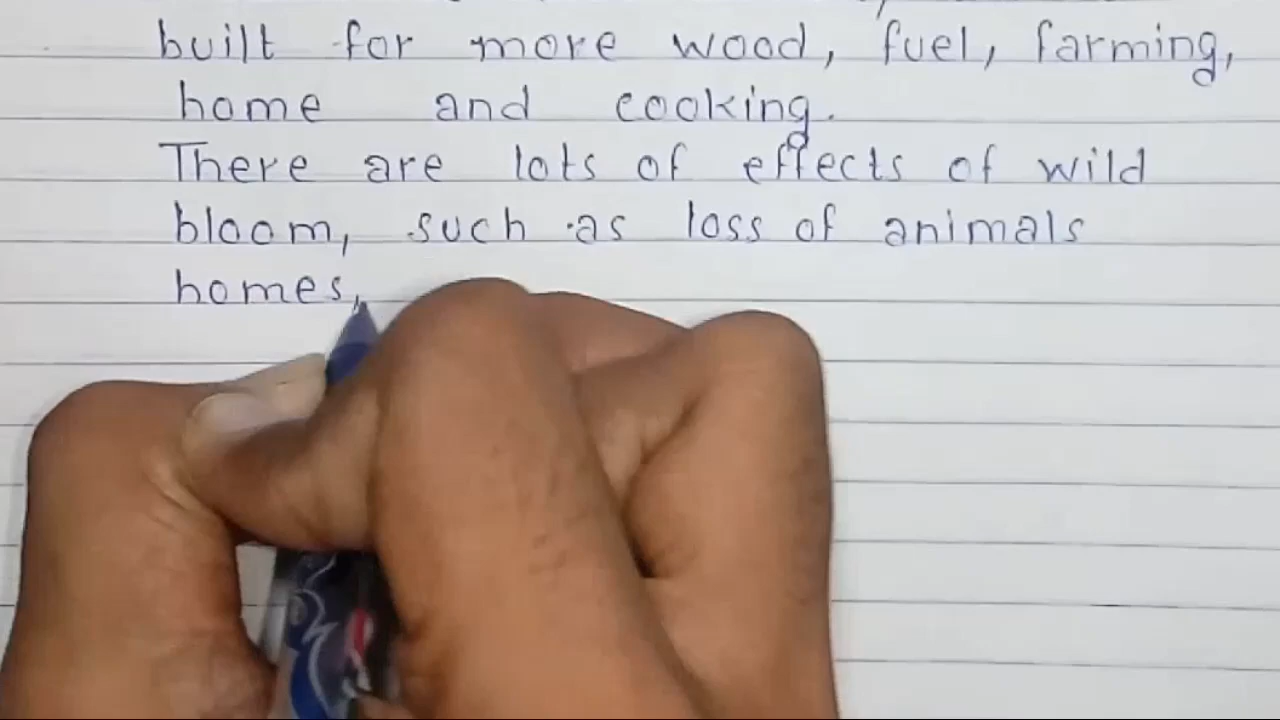 built for more wood, fuel, farming,
home and cooking.
There are lots of effects of wild
bloom, such as loss of animals
homes,